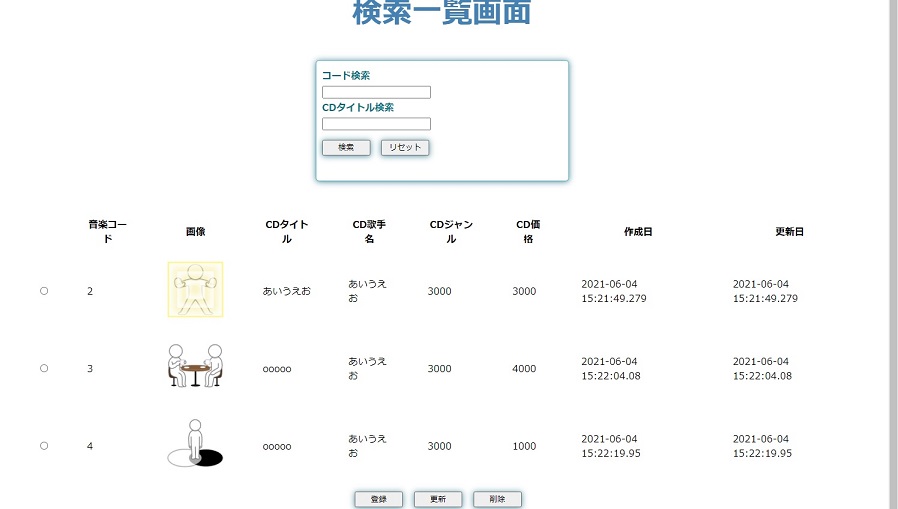 検索一覧画面
コード検索
CDタイトル検索
検索 リセット
音楽コー
ド
画像
CDタイト
ル
CD歌手
名
CDジャン
ル
CD価
格
作成日
更新日
2
あいうえお
あいうえ
お
3000
3000
2021-06-04
15:21:49.279
2021-06-04
15:21:49.279
3
ooooo
あいうえ
お
3000
4000
2021-06-04
15:22:04.08
2021-06-04
15:22:04.08
4
ooooo
あいうえ
お
3000
1000
2021-06-04
15:22:19.95
2021-06-04
15:22:19.95
登録 更新 削除